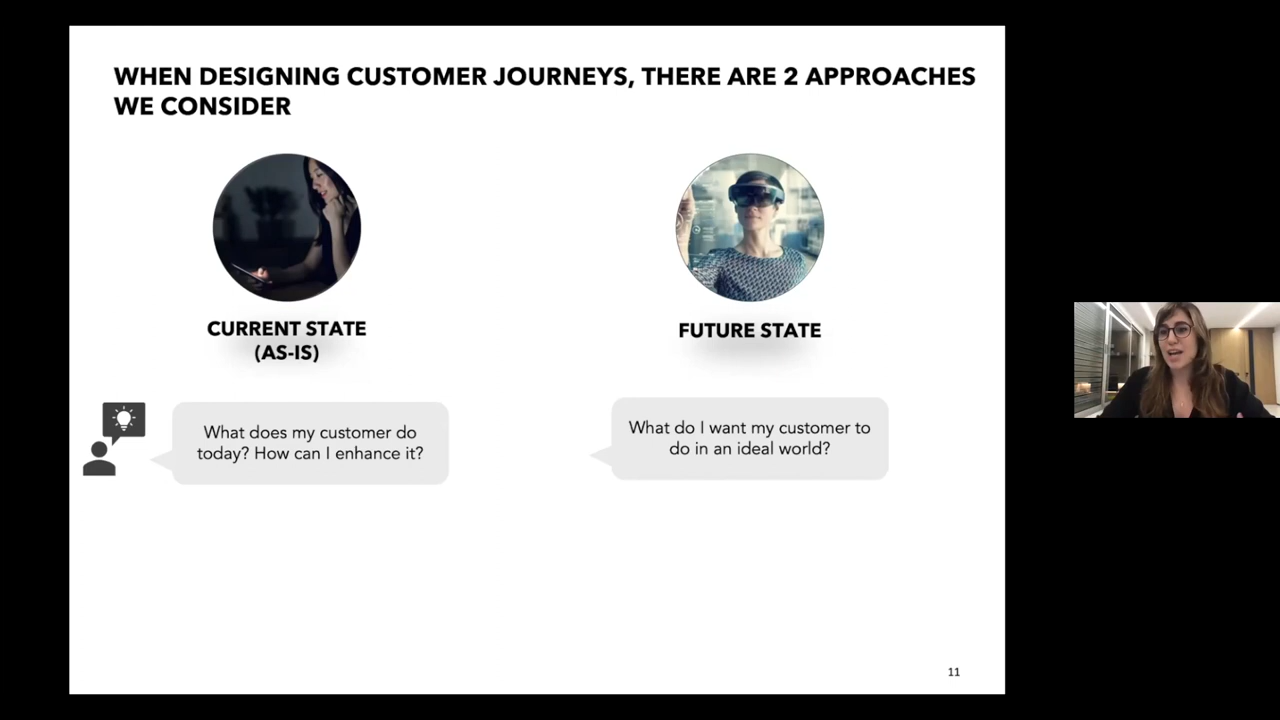 WHEN DESIGNING CUSTOMER JOURNEYS, THERE ARE 2 APPROACHES
WE CONSIDER
CURRENT STATE
(AS-IS)
FUTURE STATE
What does my customer do
today? How can I enhance it?
What do I want my customer to
do in an ideal world?
11